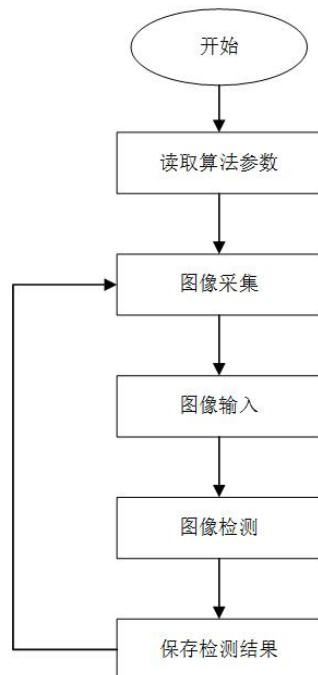 开始
读取算法参数
图像采集
图像输入
图像检测
保存检测结果